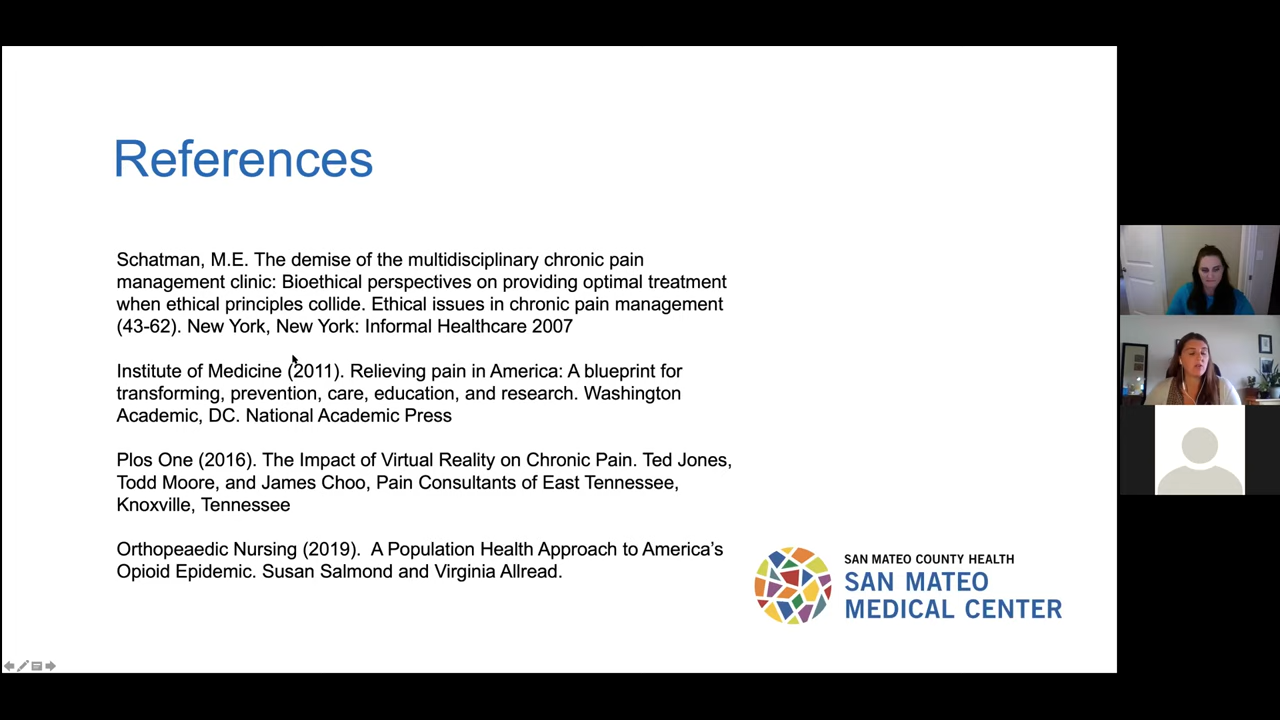 References
Schatman, M.E. The demise of the multidisciplinary chronic pain
management clinic: Bioethical perspectives on providing optimal treatment
when ethical principles collide. Ethical issues in chronic pain management
(43-62). New York, New York: Informal Healthcare 2007
Institute of Medicine (2011). Relieving pain in America: A blueprint for
transforming, prevention, care, education, and research. Washington
Academic, DC. National Academic Press
Plos One (2016). The Impact of Virtual Reality on Chronic Pain. Ted Jones,
Todd Moore, and James Choo, Pain Consultants of East Tennessee,
Knoxville, Tennessee
Orthopeaedic Nursing (2019). A Population Health Approach to America's
Opioid Epidemic. Susan Salmond and Virginia Allread.
SAN MATEO COUNTY HEALTH
SAN MATEO
MEDICAL CENTER